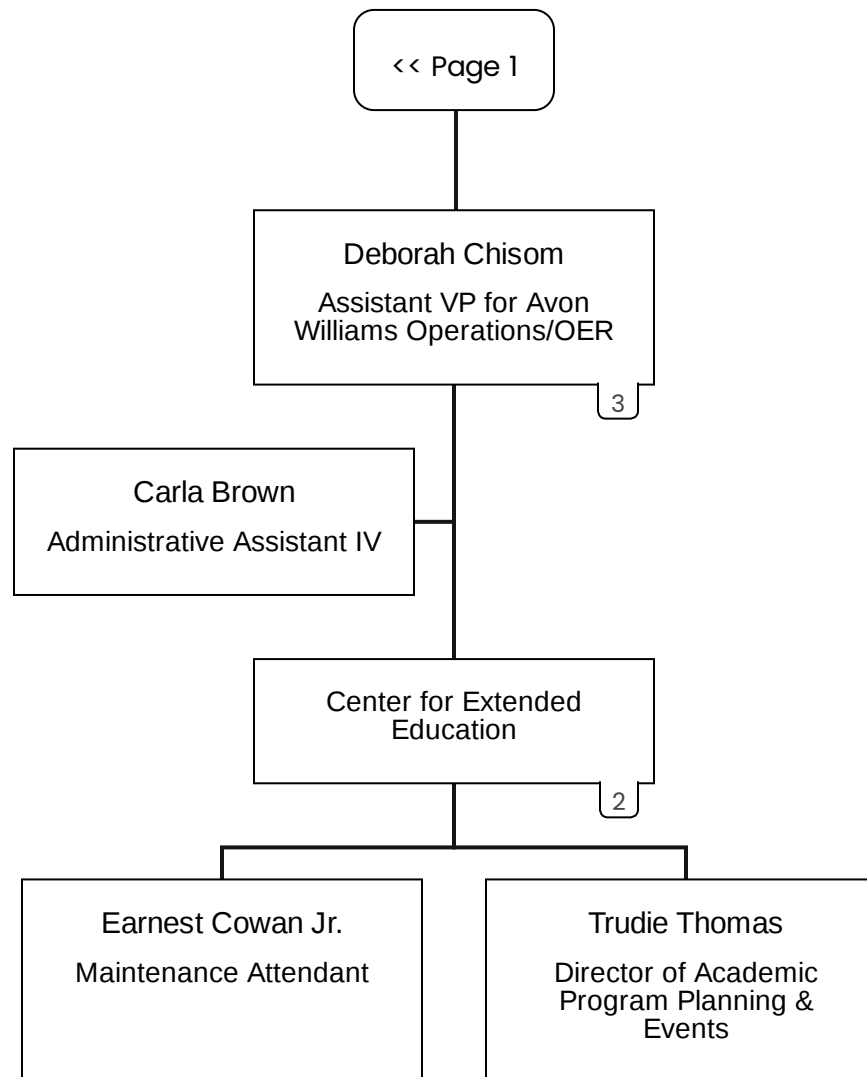 << Page 1
Deborah Chisom
Assistant VP for Avon
Williams Operations/OER
3
Carla Brown
Administrative Assistant IV
Center for Extended
Education
2
Earnest Cowan Jr.
Maintenance Attendant
Trudie Thomas
Director of Academic
Program Planning &
Events